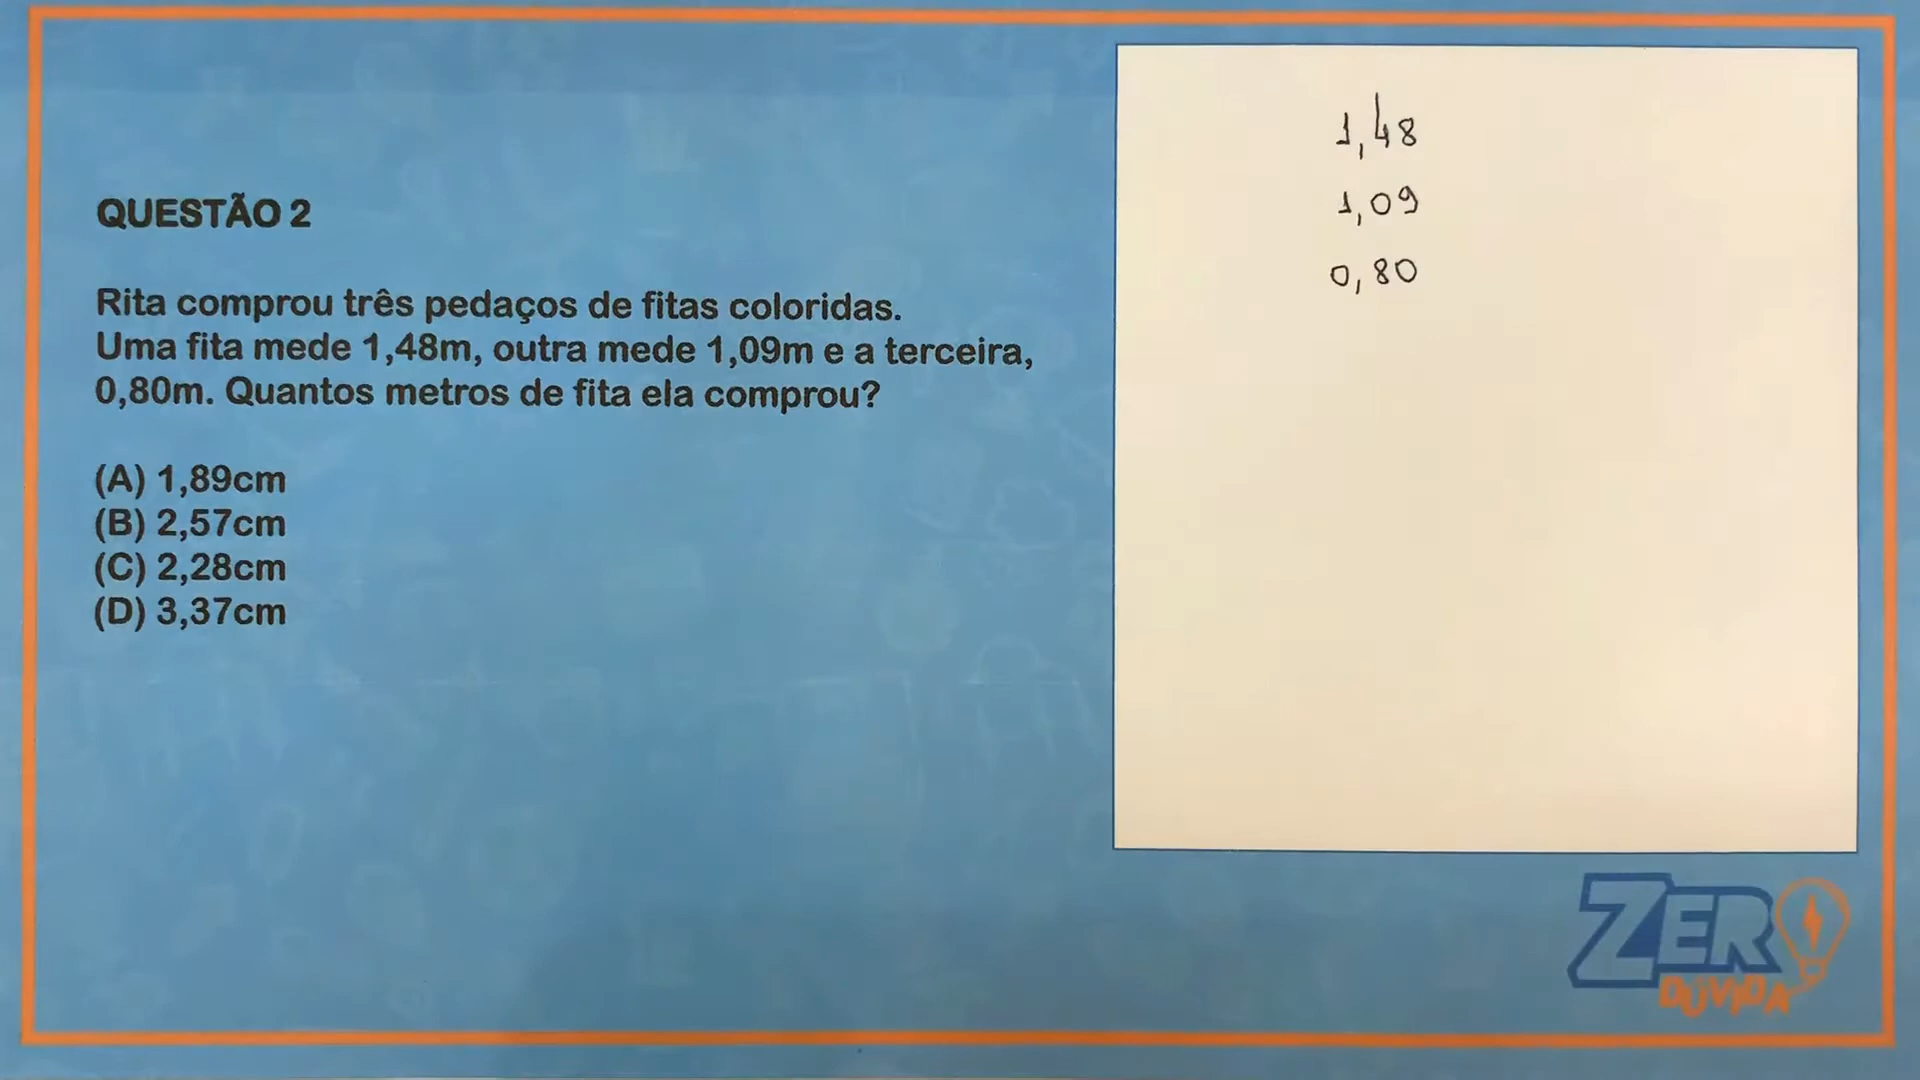 QUESTÃO 2
Rita comprou três pedaços de fitas coloridas.
Uma fita mede 1,48m, outra mede 1,09m e a terceira,
0,80m. Quantos metros de fita ela comprou?
(A) 1,89cm
(B) 2,57cm
(C) 2,28cm
(D) 3,37cm
1,48
1,09
0,80
ZERO
DÚVIDA